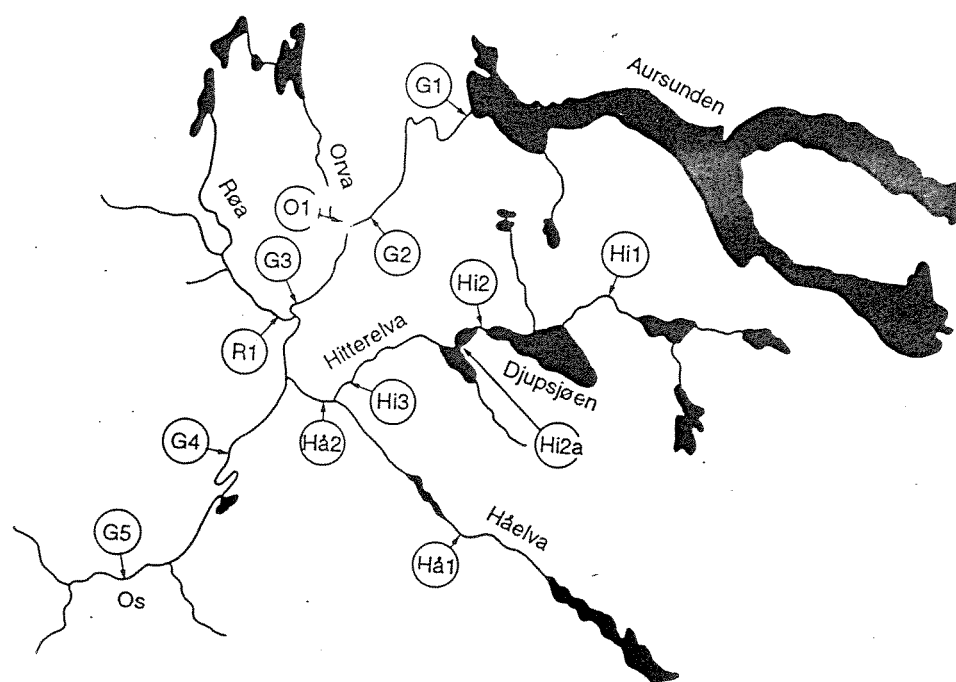 Aursunden
G1
Orva
Røa
O1
G2
G3
Hi1
Hi2
R1
Hitterelva
Djupsjøen
Hi3
Hå2
Hi2a
G4
Håelva
G5
Hå1
Os